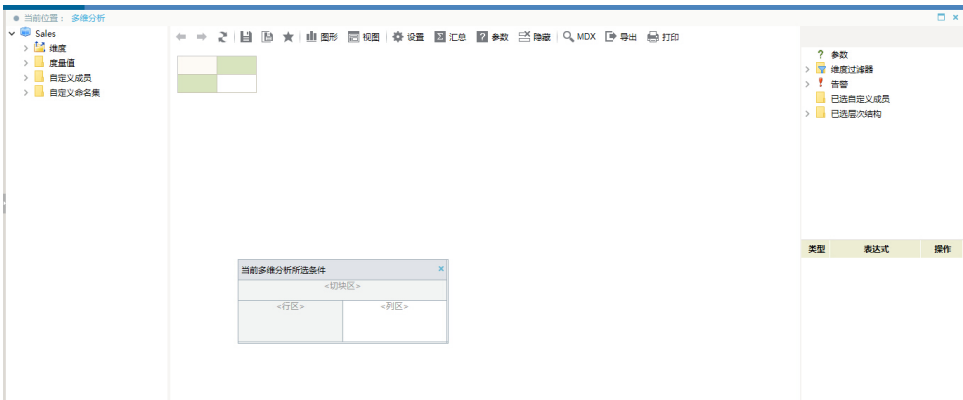 当前位置： 多维分析
Sales
维度
度量值
自定义成员
自定义命名集
图形 视图 设置 汇总 参数 隐藏 MDX 导出 打印
参数
维度过滤器
告警
已选自定义成员
已选层次结构
类型 表达式 操作
当前多维分析所选条件
<切块区>
<行区> <列区>